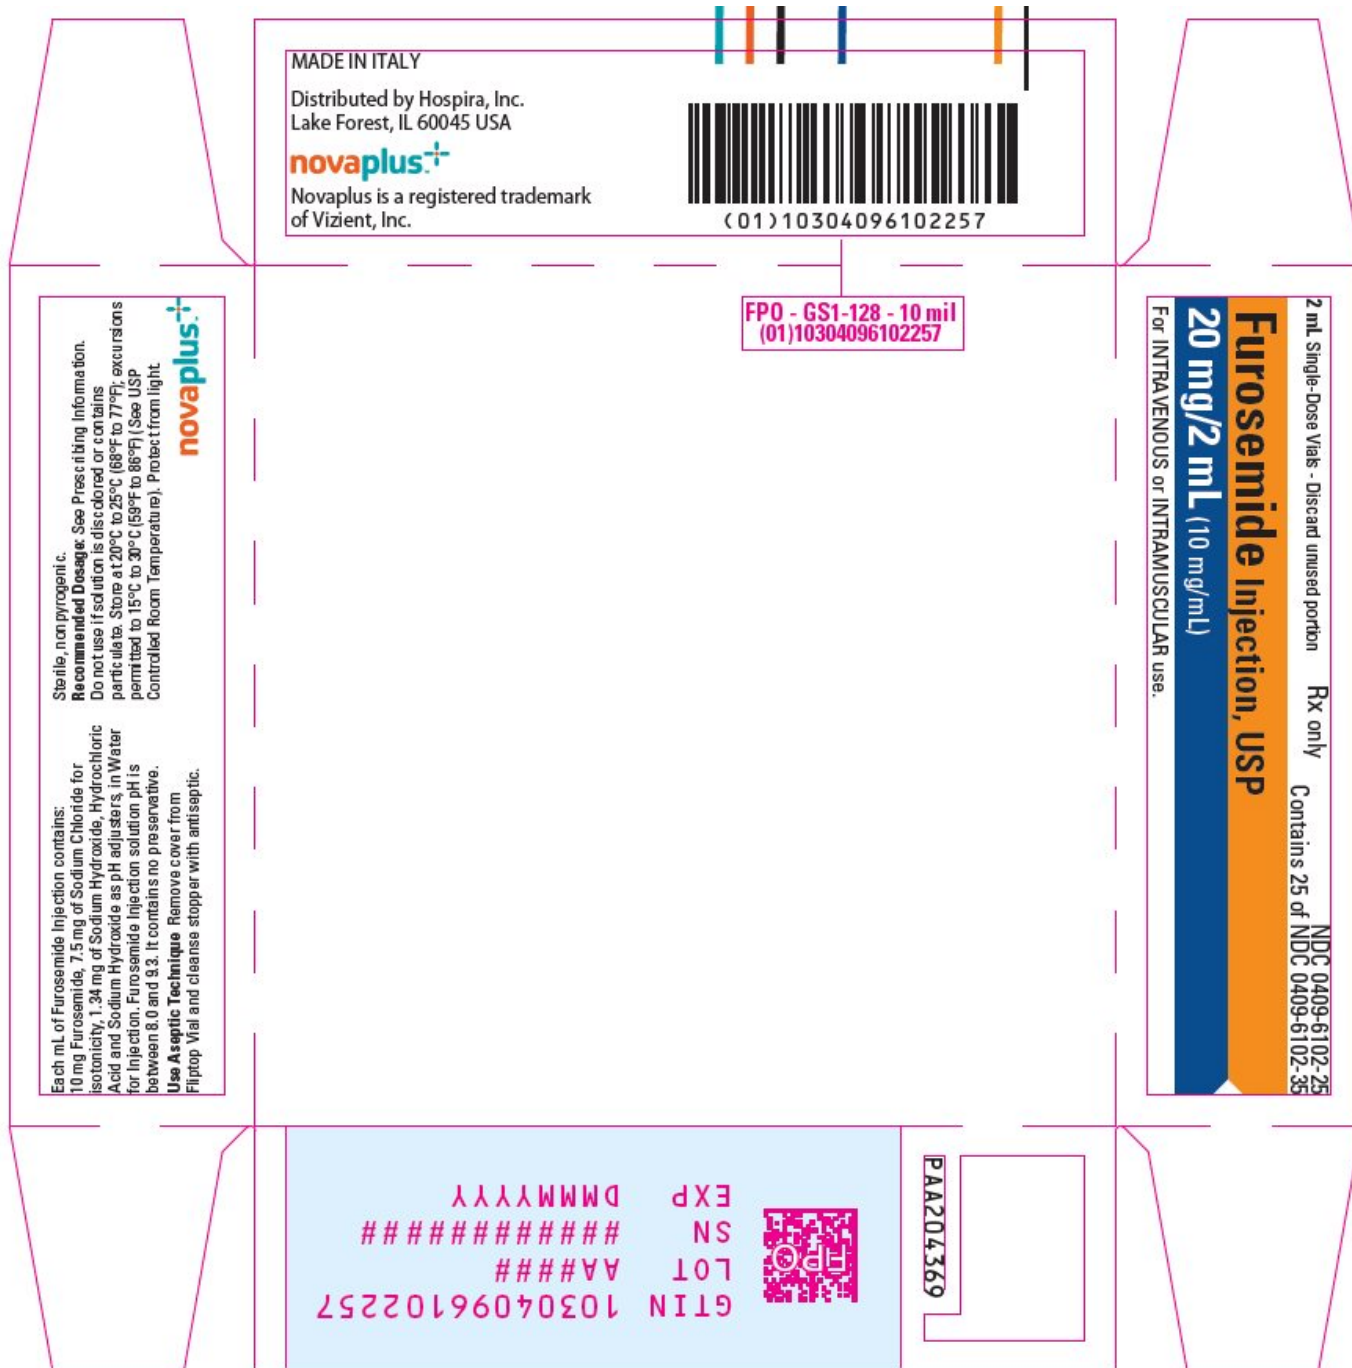 MADE IN ITALY
Distributed by Hospira, Inc.
Lake Forest, IL 60045 USA
novaplus
Novaplus is a registered trademark
of Vizient, Inc.
(01)10304096102257
FPO - GS1-128 - 10 mil
(01)10304096102257
novaplus
Sterile, nonpyrogenic.
Recommended Dosage: See Prescribing Information.
Do not use if solution is discolored or contains
particulate. Store at 20°C to 25°C (68°F to 77°F); excursions
permitted to 15°C to 30°C (59°F to 86°F) (See USP
Controlled Room Temperature). Protect from light.
Each mL of Furosemide Injection contains:
10 mg Furosemide, 7.5 mg of Sodium Chloride for
isotonicity, 1.34 mg of Sodium Hydroxide, Hydrochloric
Acid and Sodium Hydroxide as pH adjusters, in Water
for Injection. Furosemide Injection solution pH is
between 8.0 and 9.3. It contains no preservative.
Use Aseptic Technique Remove cover from
Fliptop Vial and cleanse stopper with antiseptic.
2 mL Single-Dose Vials - Discard unused portion Rx only
NDC 0409-6102-25
Contains 25 of NDC 0409-6102-35
Furosemide Injection, USP
20 mg/2 mL (10 mg/mL)
For INTRAVENOUS or INTRAMUSCULAR use.
GTIN 10304096102257
LOT AA####
SN ############
EXP DMMMYYYY
FPO
PAA204369